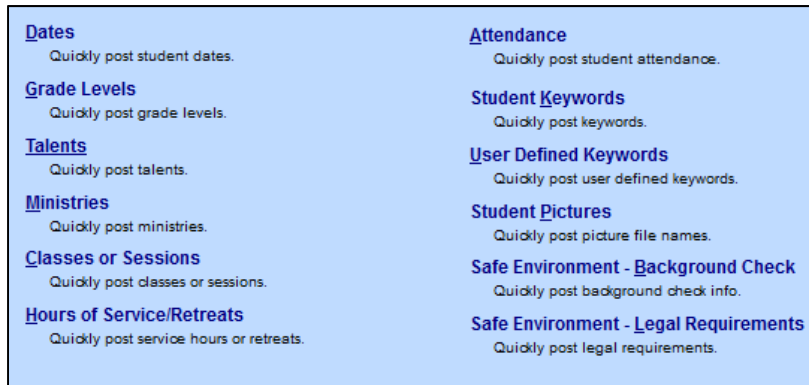 Dates
Quickly post student dates.
Grade Levels
Quickly post grade levels.
Talents
Quickly post talents.
Ministries
Quickly post ministries.
Classes or Sessions
Quickly post classes or sessions.
Hours of Service/Retreats
Quickly post service hours or retreats.
Attendance
Quickly post student attendance.
Student Keywords
Quickly post keywords.
User Defined Keywords
Quickly post user defined keywords.
Student Pictures
Quickly post picture file names.
Safe Environment - Background Check
Quickly post background check info.
Safe Environment - Legal Requirements
Quickly post legal requirements.